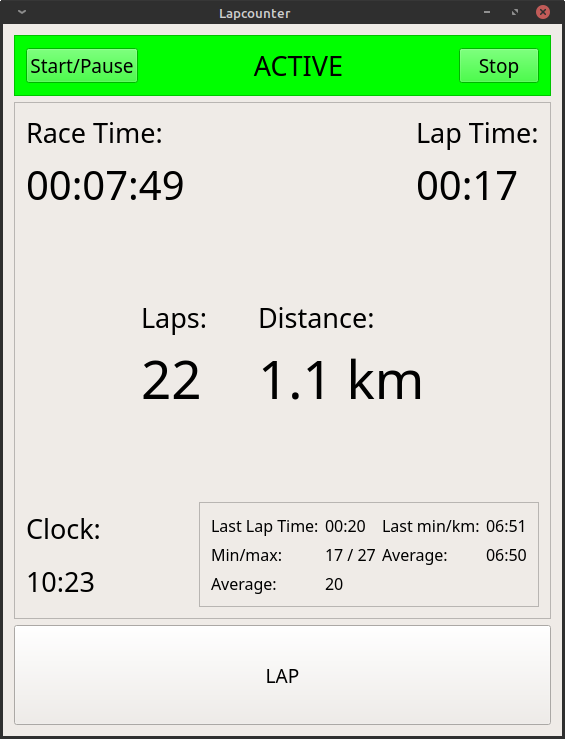 Lapcounter
Start/Pause ACTIVE Stop
Race Time: Lap Time:
00:07:49 00:17
Laps: Distance:
22 1.1 km
Clock:
10:23
Last Lap Time: 00:20 Last min/km: 06:51
Min/max: 17 / 27 Average: 06:50
Average: 20
LAP